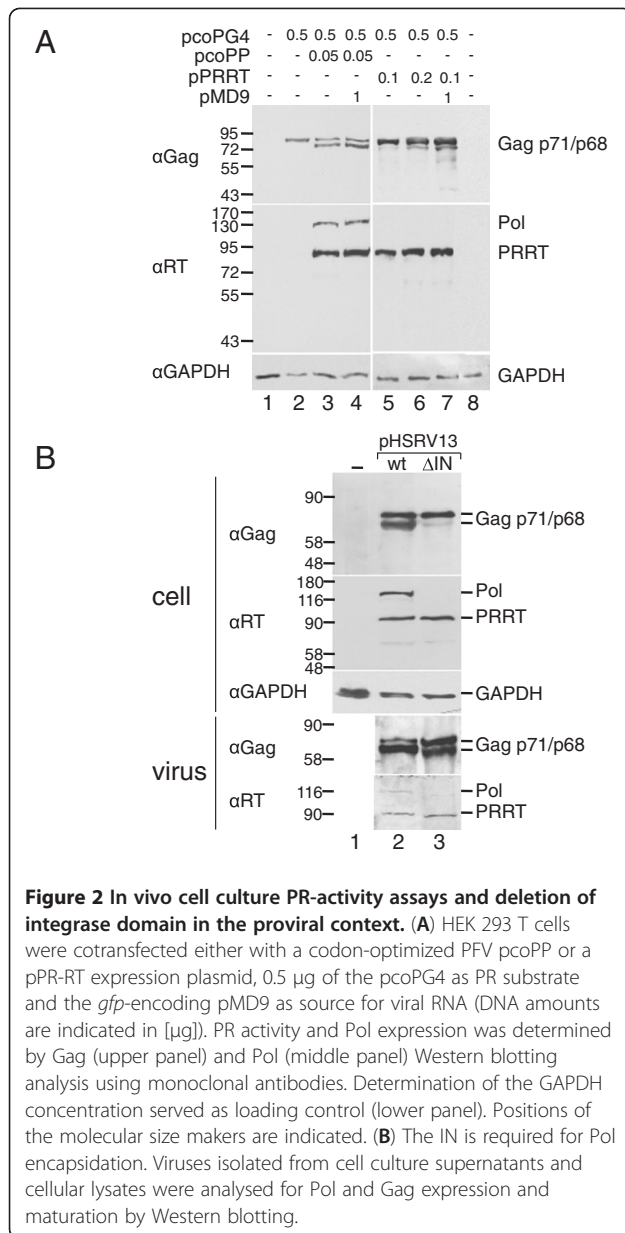 A
pcoPG4 - 0.5 0.5 0.5 0.5 0.5 0.5 -
pcoPP - - 0.05 0.05 - - - -
pPRRT - - - - 0.1 0.2 0.1 -
pMD9 - - - 1 - - 1 -
αGag
95
72
55
43
Gag p71/p68
αRT
170
130
95
72
55
43
Pol
PRRT
αGAPDH
GAPDH
1 2 3 4 5 6 7 8
B
pHSRV13
– wt ΔIN
cell
αGag
90
58
48
Gag p71/p68
αRT
180
116
90
58
48
Pol
PRRT
αGAPDH
GAPDH
virus
αGag
90
58
Gag p71/p68
αRT
116
90
Pol
PRRT
1 2 3
Figure 2 In vivo cell culture PR-activity assays and deletion of
integrase domain in the proviral context. (A) HEK 293 T cells
were cotransfected either with a codon-optimized PFV pcoPP or a
pPR-RT expression plasmid, 0.5 μg of the pcoPG4 as PR substrate
and the gfp-encoding pMD9 as source for viral RNA (DNA amounts
are indicated in [μg]). PR activity and Pol expression was determined
by Gag (upper panel) and Pol (middle panel) Western blotting
analysis using monoclonal antibodies. Determination of the GAPDH
concentration served as loading control (lower panel). Positions of
the molecular size makers are indicated. (B) The IN is required for Pol
encapsidation. Viruses isolated from cell culture supernatants and
cellular lysates were analysed for Pol and Gag expression and
maturation by Western blotting.